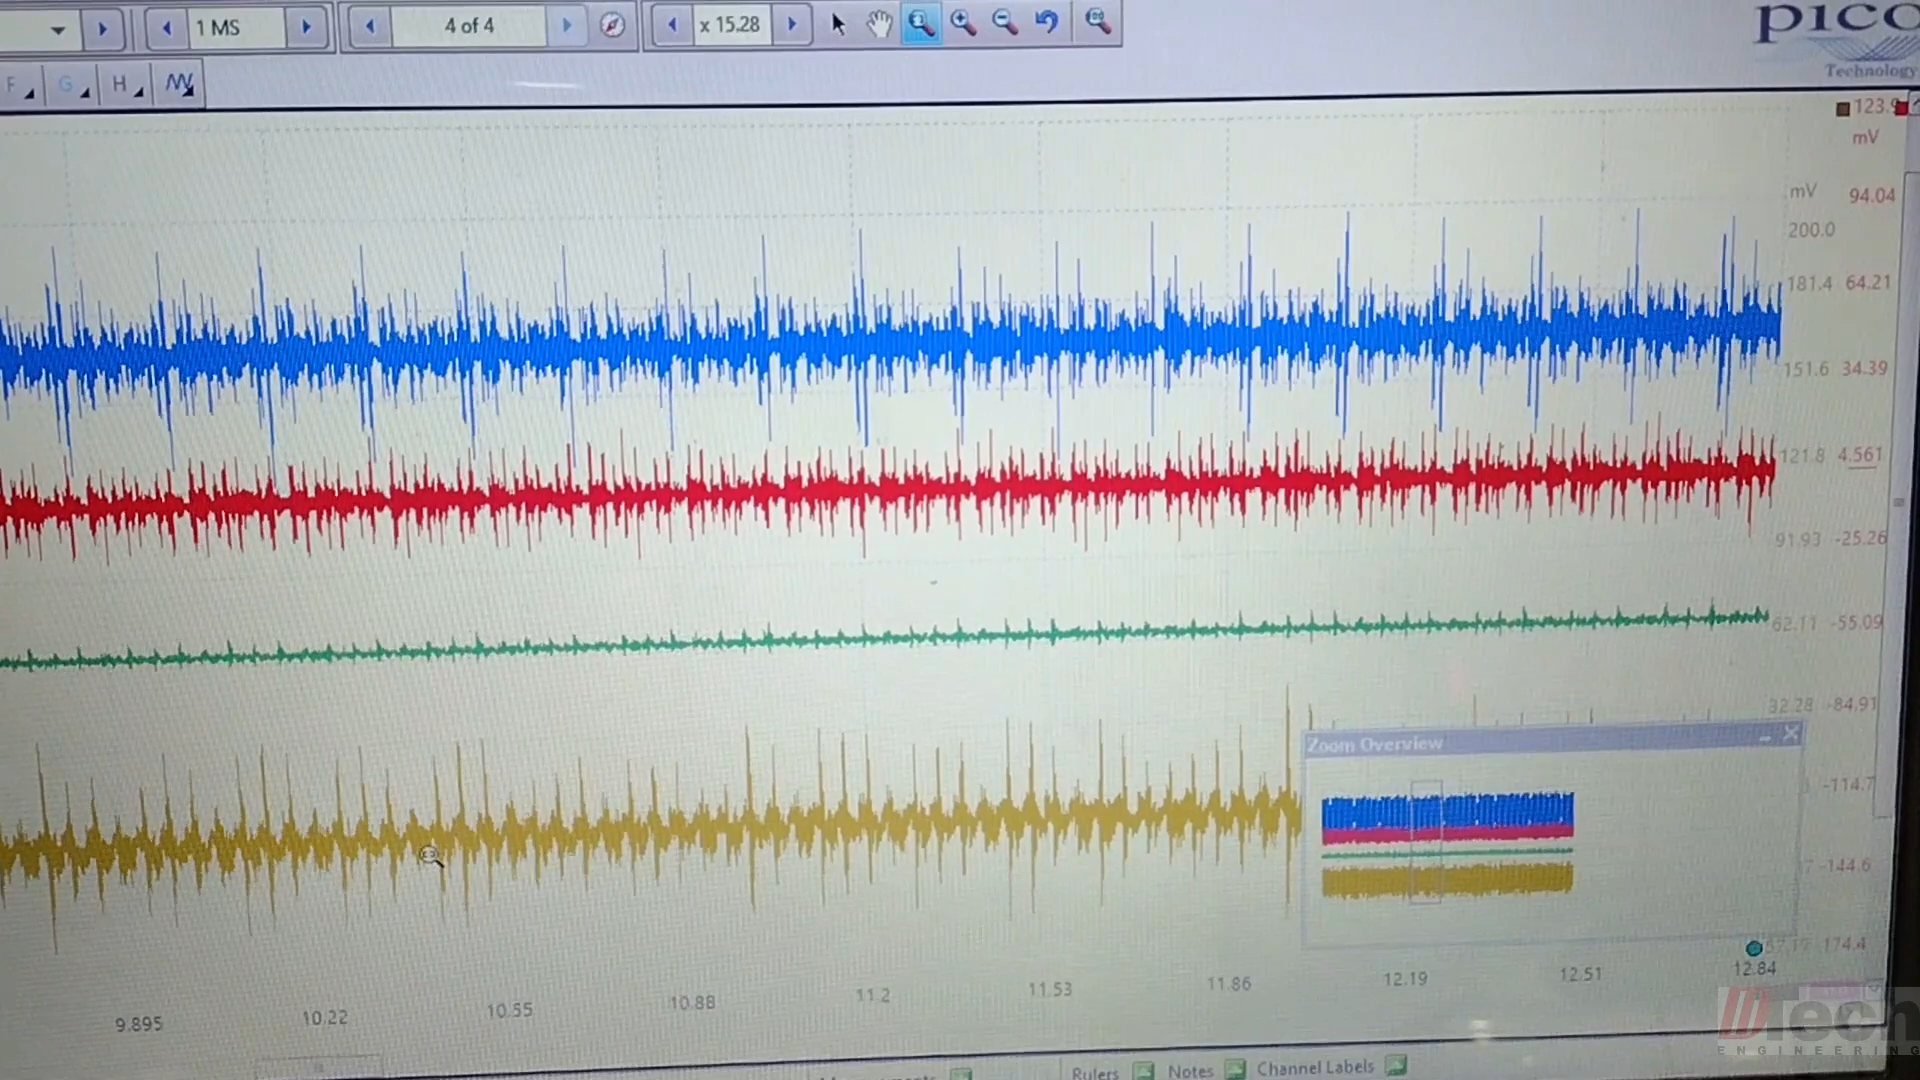 1 MS
4 of 4
x 15.28
pico
Technology
F G H
123.9
mV
mV 94.04
200.0
181.4 64.21
151.6 34.39
121.8 4.561
91.93 -25.26
62.11 -55.09
32.28 -84.91
Zoom Overview
-114.7
-144.6
-174.4
9.895 10.22 10.55 10.88 11.2 11.53 11.86 12.19 12.51 12.84
Tech
ENGINEERING
Rulers Notes Channel Labels